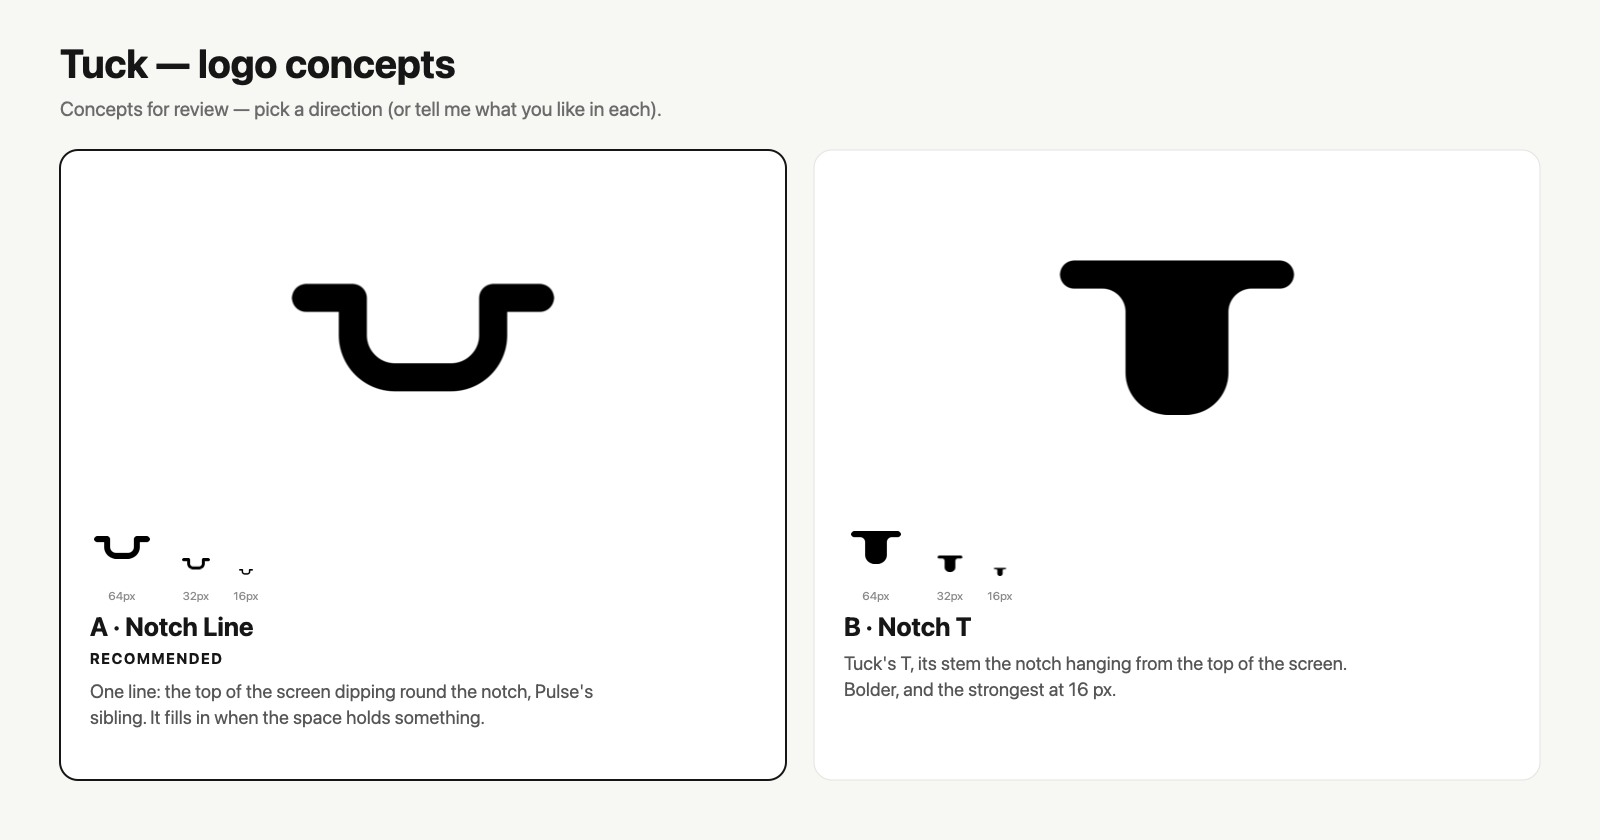 Tuck — logo concepts
Concepts for review — pick a direction (or tell me what you like in each).
64px 32px 16px
A · Notch Line
RECOMMENDED
One line: the top of the screen dipping round the notch, Pulse's
sibling. It fills in when the space holds something.
64px 32px 16px
B · Notch T
Tuck's T, its stem the notch hanging from the top of the screen.
Bolder, and the strongest at 16 px.